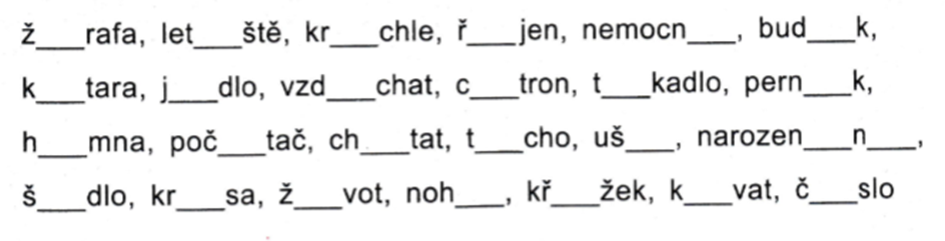 ž___rafa, let___ště, kr___chle, ř___jen, nemocn___, bud___k,
k___tara, j___dlo, vzd___chat, c___tron, t___kadlo, pern___k,
h___mna, poč___tač, ch___tat, t___cho, uš___, narozen___n___,
š___dlo, kr___sa, ž___vot, noh___, kř___žek, k___vat, č___slo